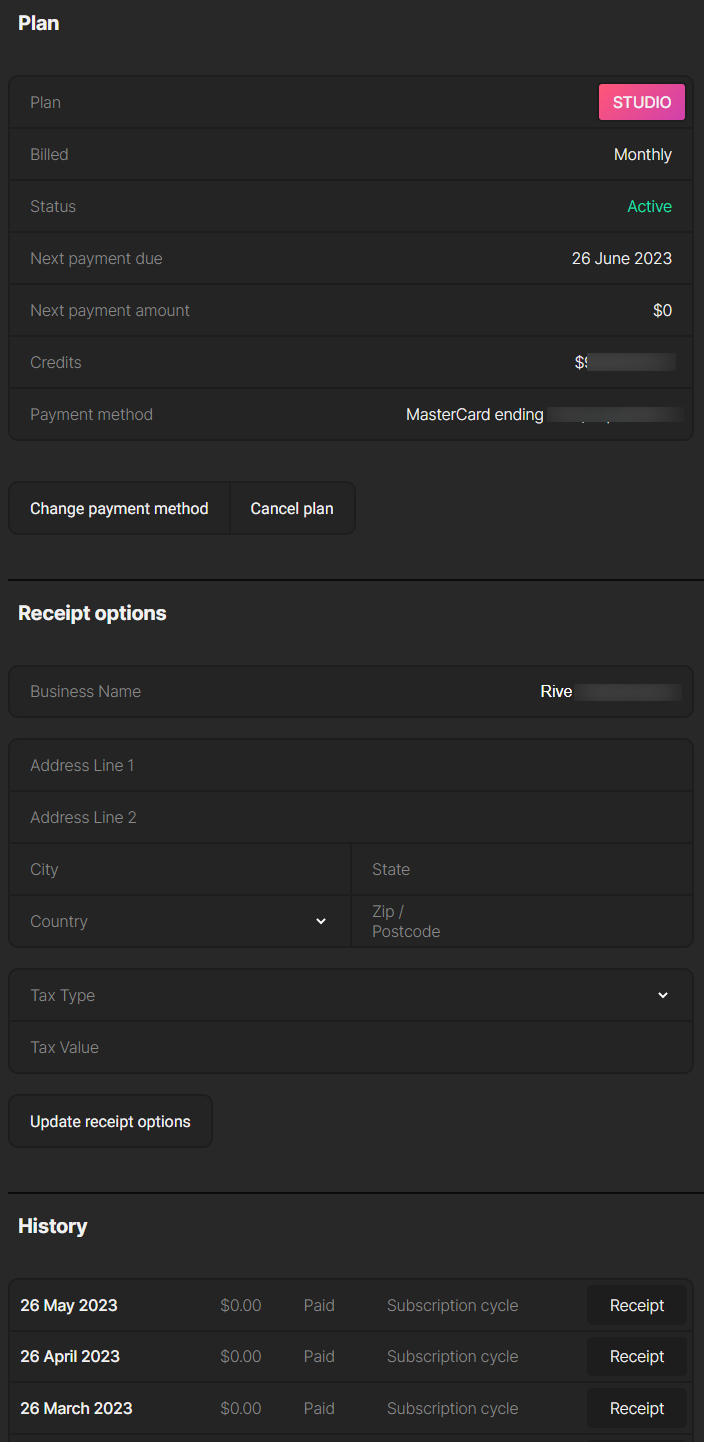 Plan
Plan STUDIO
Billed Monthly
Status Active
Next payment due 26 June 2023
Next payment amount $0
Credits $
Payment method MasterCard ending
Change payment method Cancel plan
Receipt options
Business Name Rive
Address Line 1
Address Line 2
City State
Country Zip /
Postcode
Tax Type
Tax Value
Update receipt options
History
26 May 2023 $0.00 Paid Subscription cycle Receipt
26 April 2023 $0.00 Paid Subscription cycle Receipt
26 March 2023 $0.00 Paid Subscription cycle Receipt